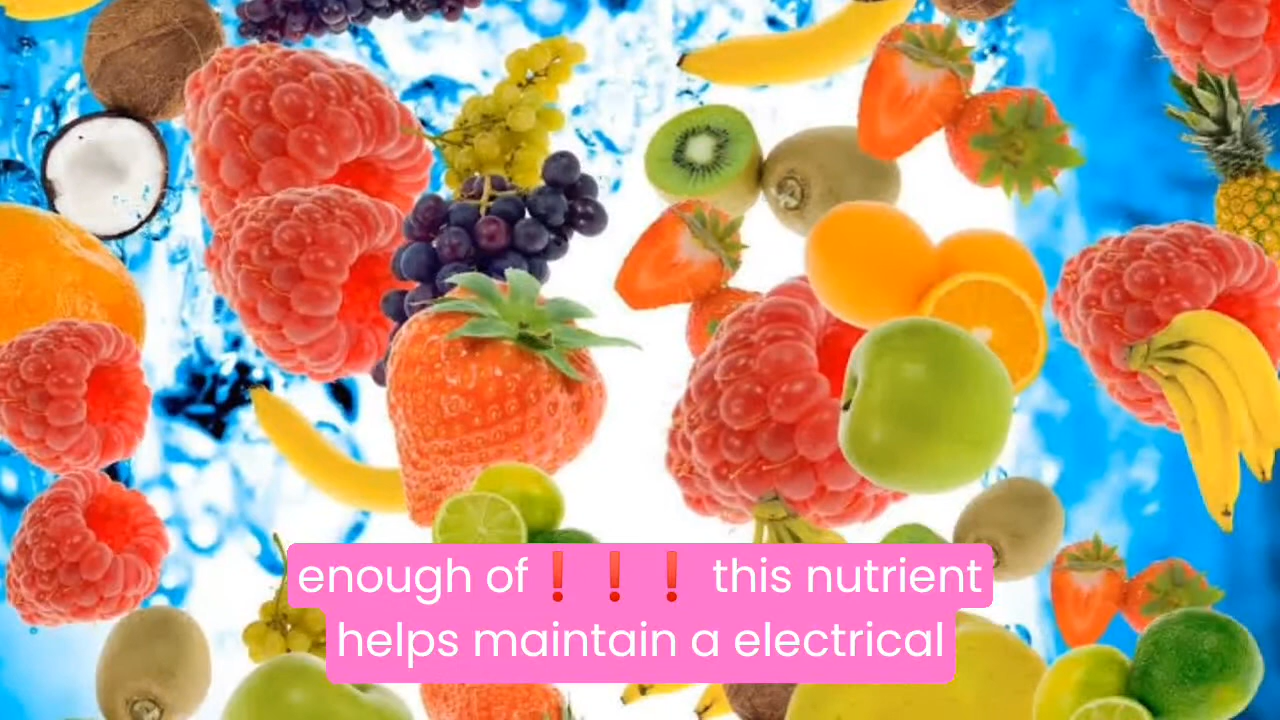 enough of❗❗❗ this nutrient
helps maintain a electrical